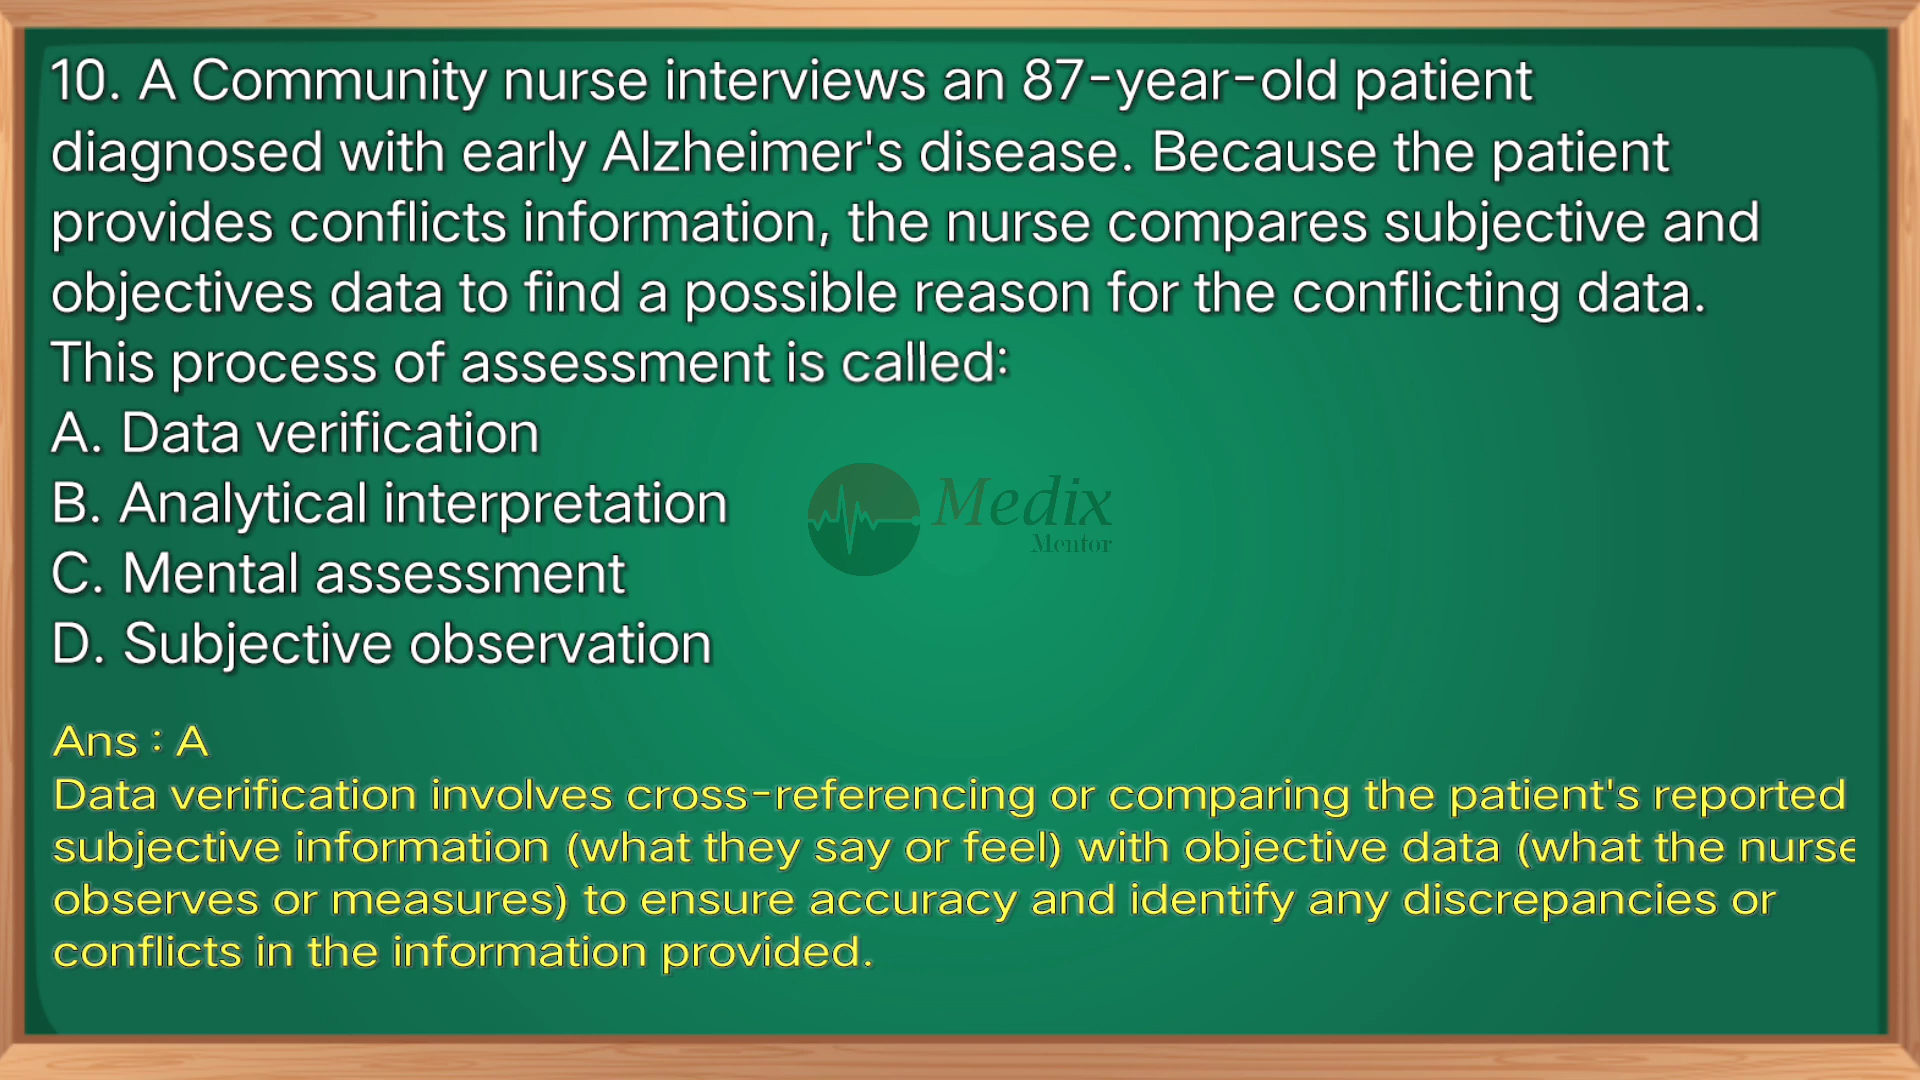 10. A Community nurse interviews an 87-year-old patient
diagnosed with early Alzheimer's disease. Because the patient
provides conflicts information, the nurse compares subjective and
objectives data to find a possible reason for the conflicting data.
This process of assessment is called:
A. Data verification
B. Analytical interpretation
C. Mental assessment
D. Subjective observation
Medix
Mentor
Ans : A
Data verification involves cross-referencing or comparing the patient's reported
subjective information (what they say or feel) with objective data (what the nurse
observes or measures) to ensure accuracy and identify any discrepancies or
conflicts in the information provided.